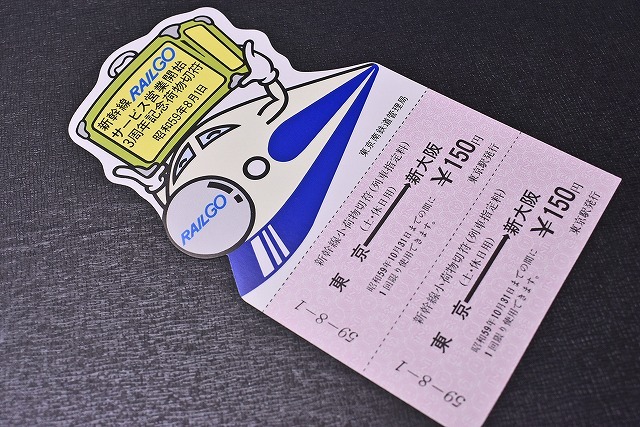 新幹線 RAILGO
サービス営業開始
3周年記念荷物切符
昭和59年8月1日
RAILGO
東京南鉄道管理局
新幹線小荷物切符(列車指定料)
(土・休日用)
東京→新大阪
¥150円
昭和59年10月31日までの間に
1回限り使用できます。
東京駅発行
59-8-1
新幹線小荷物切符(列車指定料)
(土・休日用)
東京→新大阪
¥150円
昭和59年10月31日までの間に
1回限り使用できます。
東京駅発行
59-8-1